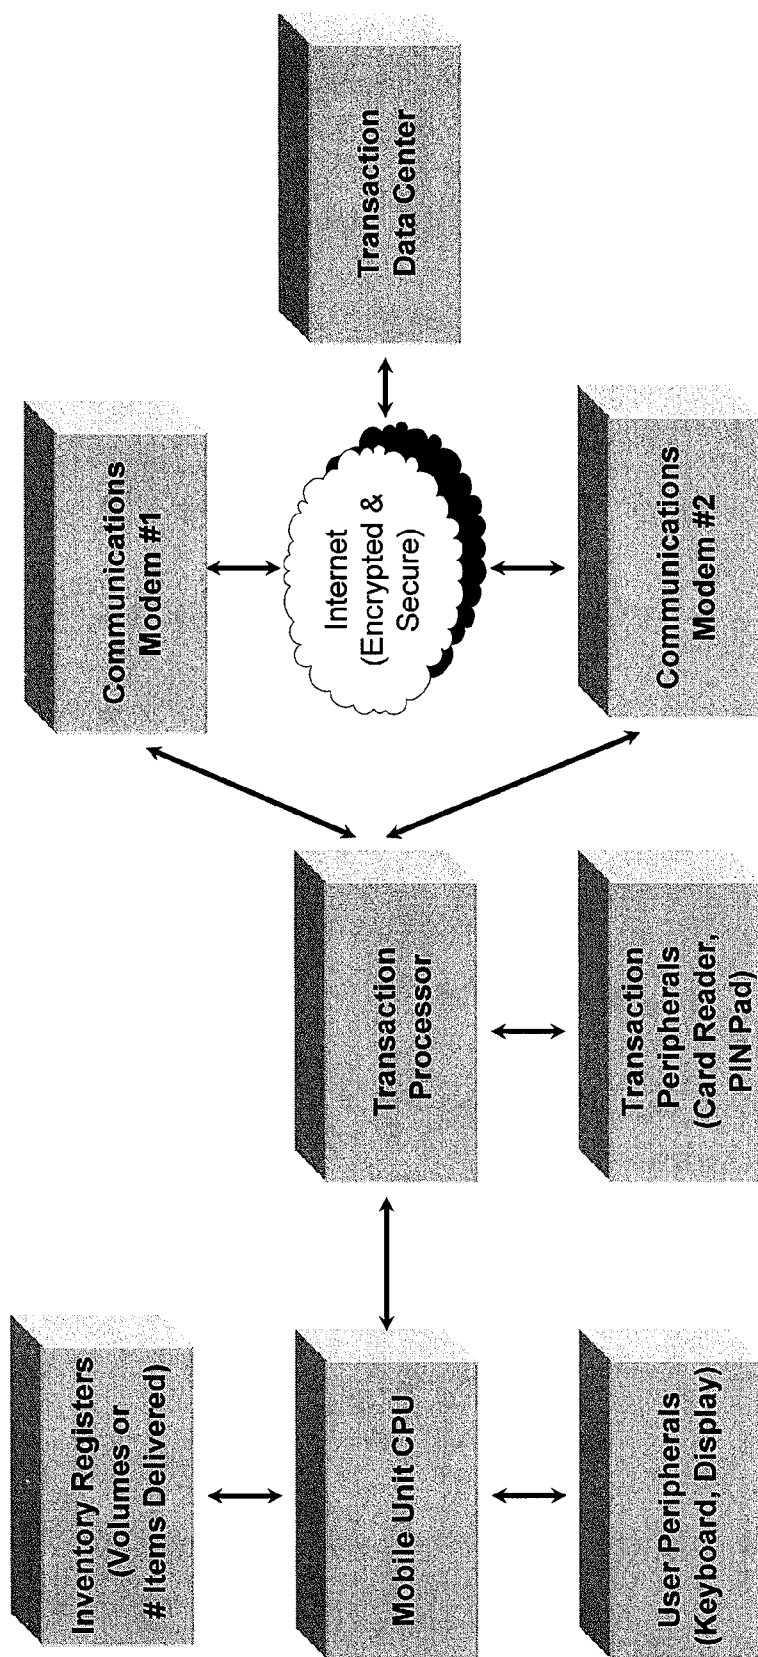 Inventory Registers
(Volumes or
# Items Delivered)
Mobile Unit CPU
User Peripherals
(Keyboard, Display)
Transaction
Processor
Transaction
Peripherals
(Card Reader,
PIN Pad)
Communications
Modem #1
Internet
(Encrypted &
Secure)
Communications
Modem #2
Transaction
Data Center